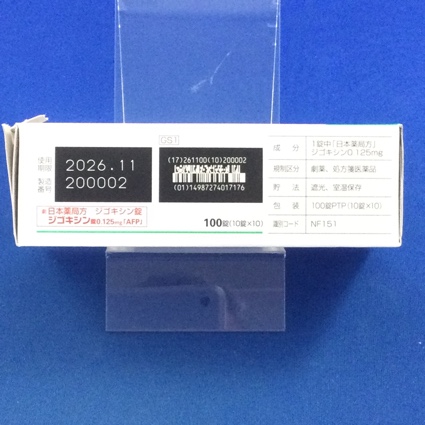 使用
期限
2026.11
製造
番号
200002
GS1
(17)261100(10)200002
(01)14987274017176
※日本薬局方 ジゴキシン錠
ジゴキシン錠0.125mg「AFP」
100錠(10錠×10)
成分 1錠中「日本薬局方」
ジゴキシン0.125mg
規制区分 劇薬、処方箋医薬品
貯法 遮光、室温保存
包装 100錠PTP(10錠×10)
識別コード NF151